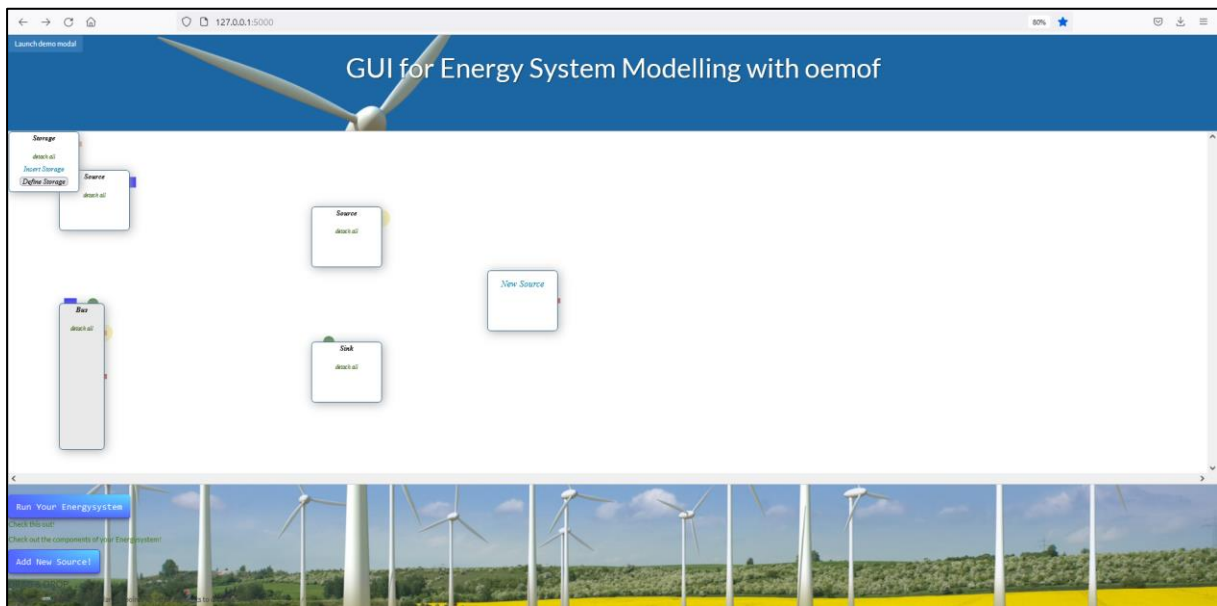 127.0.0.1:5000
80%
Launch demo modal
GUI for Energy System Modelling with oemof
Storage
detach all
Insert Storage
Define Storage
Source
detach all
Source
detach all
New Source
Bus
detach all
Sink
detach all
Run Your Energysystem
Check this out!
Check out the components of your Energysystem!
Add New Source!